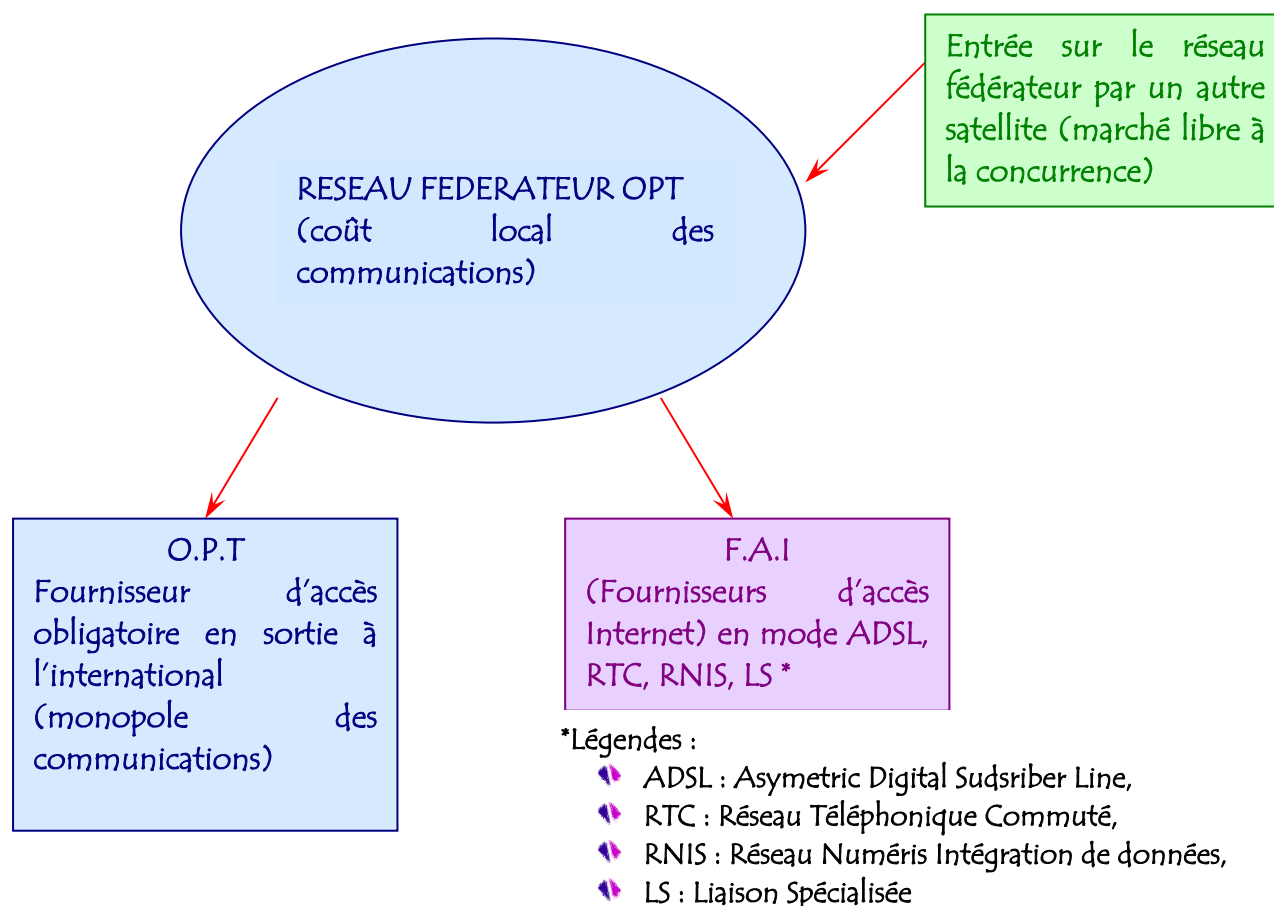 RESEAU FEDERATEUR OPT
(coût local des
communications)
Entrée sur le réseau
fédérateur par un autre
satellite (marché libre à
la concurrence)
O.P.T
Fournisseur d'accès
obligatoire en sortie à
l'international
(monopole des
communications)
F.A.I
(Fournisseurs d'accès
Internet) en mode ADSL,
RTC, RNIS, LS *
*Légendes :
ADSL : Asymetric Digital Sudsriber Line,
RTC : Réseau Téléphonique Commuté,
RNIS : Réseau Numéris Intégration de données,
LS : Liaison Spécialisée